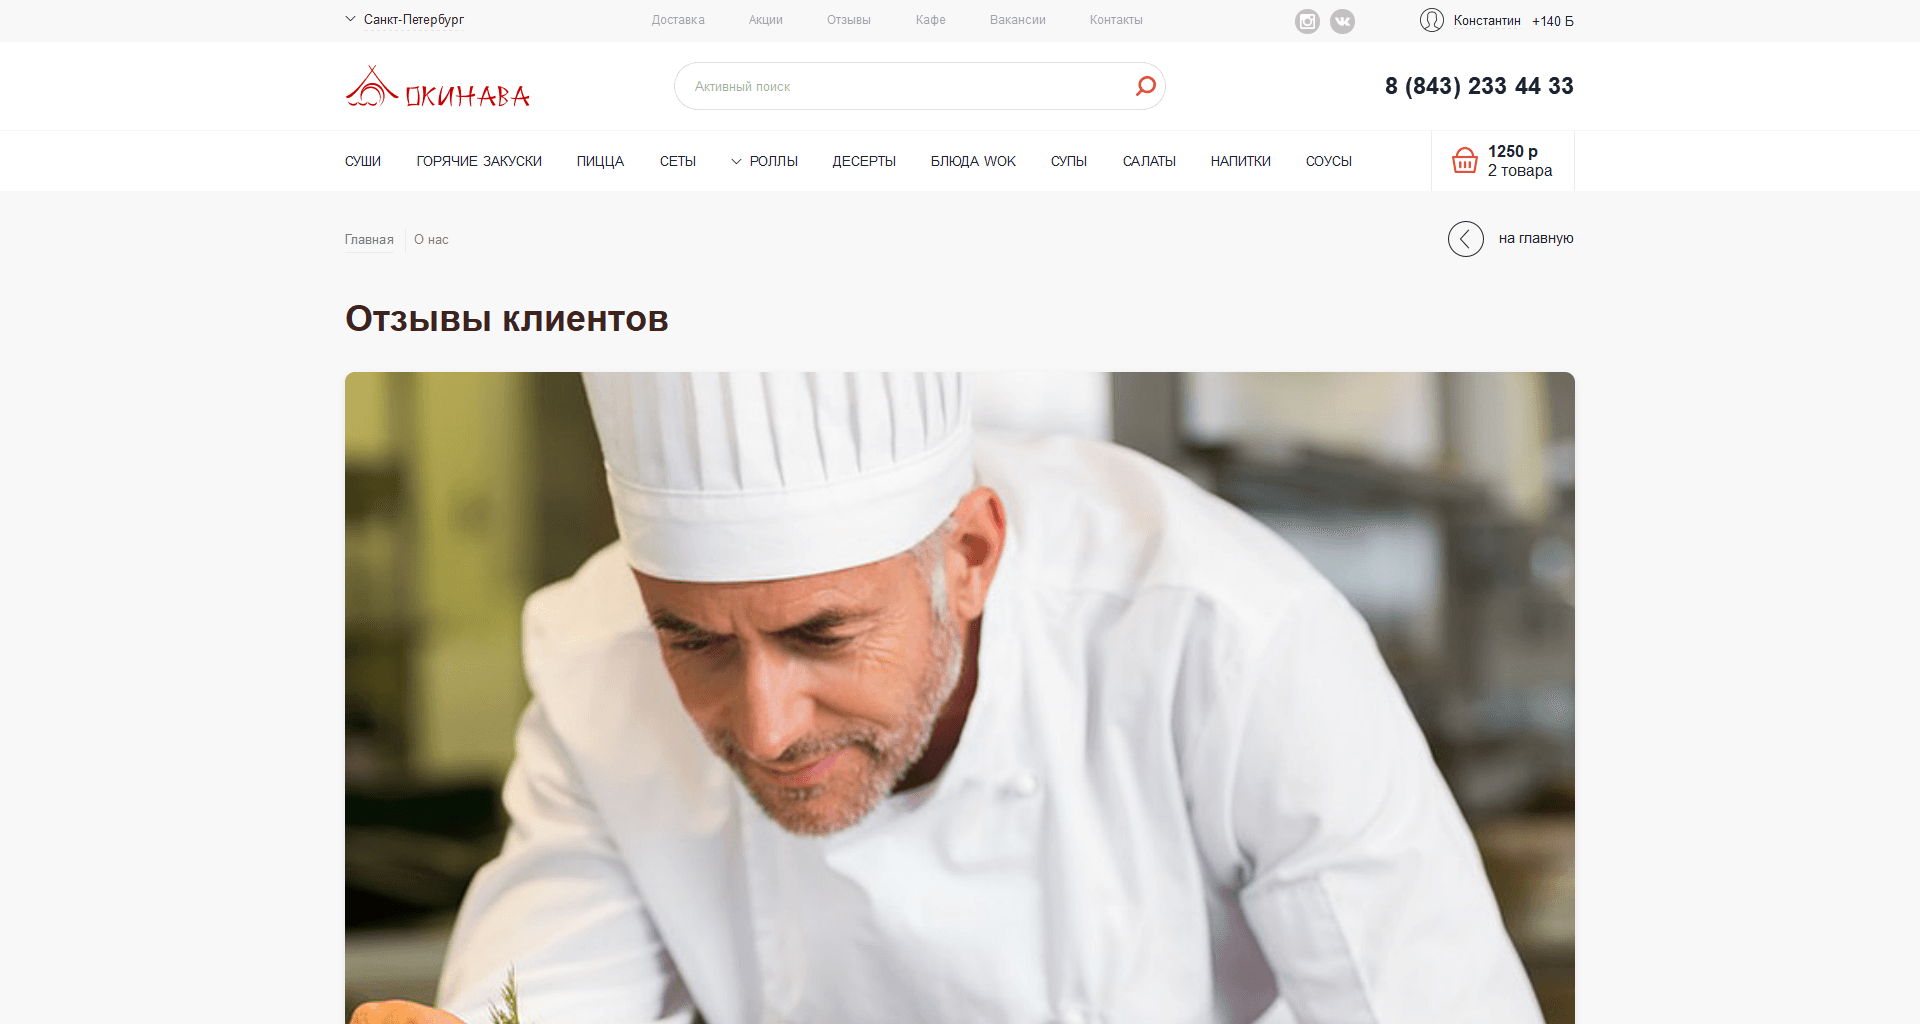 Санкт-Петербург
Доставка
Акции
Отзывы
Кафе
Вакансии
Контакты
Константин
+140 Б
ОКИНАВА
Активный поиск
8 (843) 233 44 33
СУШИ
ГОРЯЧИЕ ЗАКУСКИ
ПИЦЦА
СЕТЫ
РОЛЛЫ
ДЕСЕРТЫ
БЛЮДА WOK
СУПЫ
САЛАТЫ
НАПИТКИ
СОУСЫ
1250 р
2 товара
Главная
О нас
на главную
Отзывы клиентов